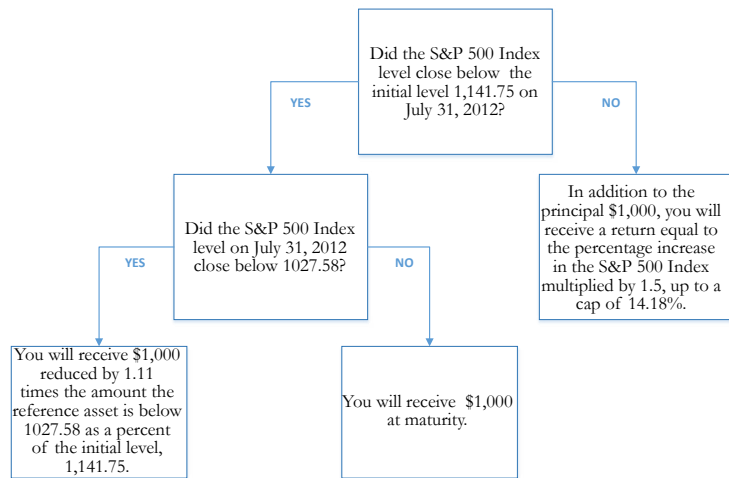 Did the S&P 500 Index
level close below the
initial level 1,141.75 on
July 31, 2012?
YES
NO
Did the S&P 500 Index
level on July 31, 2012
close below 1027.58?
In addition to the
principal $1,000, you will
receive a return equal to
the percentage increase
in the S&P 500 Index
multiplied by 1.5, up to a
cap of 14.18%.
YES
NO
You will receive $1,000
reduced by 1.11
times the amount the
reference asset is below
1027.58 as a percent
of the initial level,
1,141.75.
You will receive $1,000
at maturity.